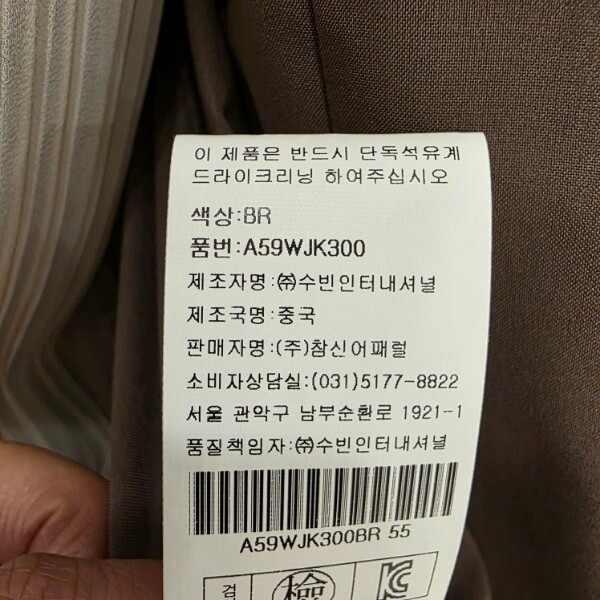 이 제품은 반드시 단독석유계
드라이크리닝 하여주십시오
색상:BR
품번:A59WJK300
제조자명:㈜수빈인터내셔널
제조국명:중국
판매자명:(주)참신어패럴
소비자상담실:(031)5177-8822
서울 관악구 남부순환로 1921-1
품질책임자:㈜수빈인터내셔널
A59WJK300BR 55
검 檢 KC